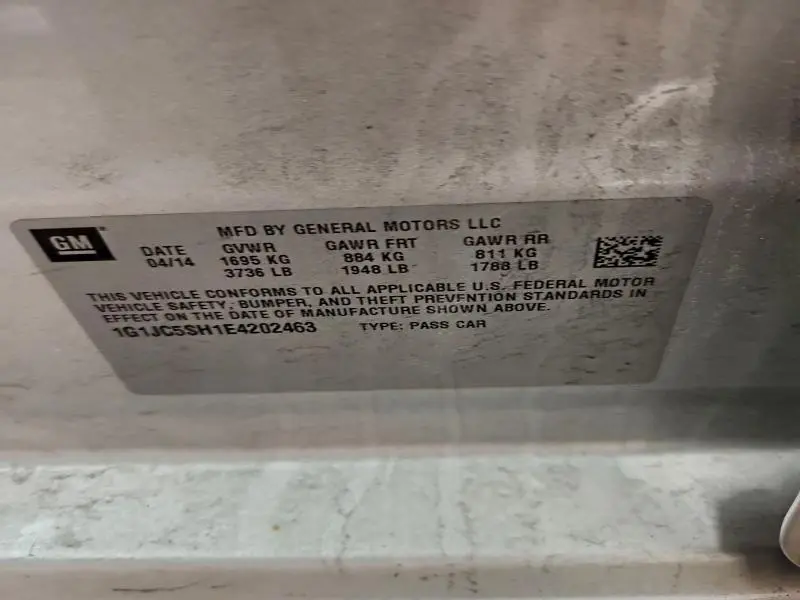 GM
MFD BY GENERAL MOTORS LLC
DATE GVWR GAWR FRT GAWR RR
04/14 1695 KG 884 KG 811 KG
3736 LB 1948 LB 1788 LB
THIS VEHICLE CONFORMS TO ALL APPLICABLE U.S. FEDERAL MOTOR
VEHICLE SAFETY, BUMPER, AND THEFT PREVENTION STANDARDS IN
EFFECT ON THE DATE OF MANUFACTURE SHOWN ABOVE.
1G1JC5SH1E4202463 TYPE: PASS CAR